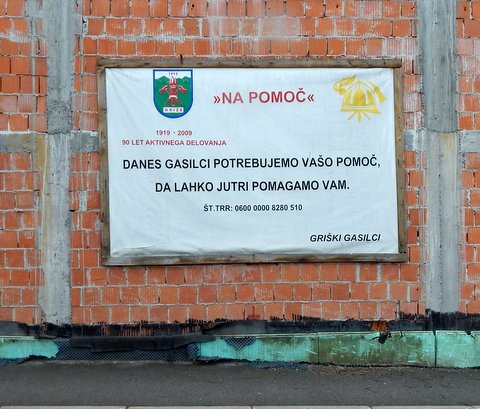 1919
GRIŽE
»NA POMOČ«
1919 - 2009
90 LET AKTIVNEGA DELOVANJA
DANES GASILCI POTREBUJEMO VAŠO POMOČ,
DA LAHKO JUTRI POMAGAMO VAM.
ŠT.TRR: 0600 0000 8280 510
GRIŠKI GASILCI